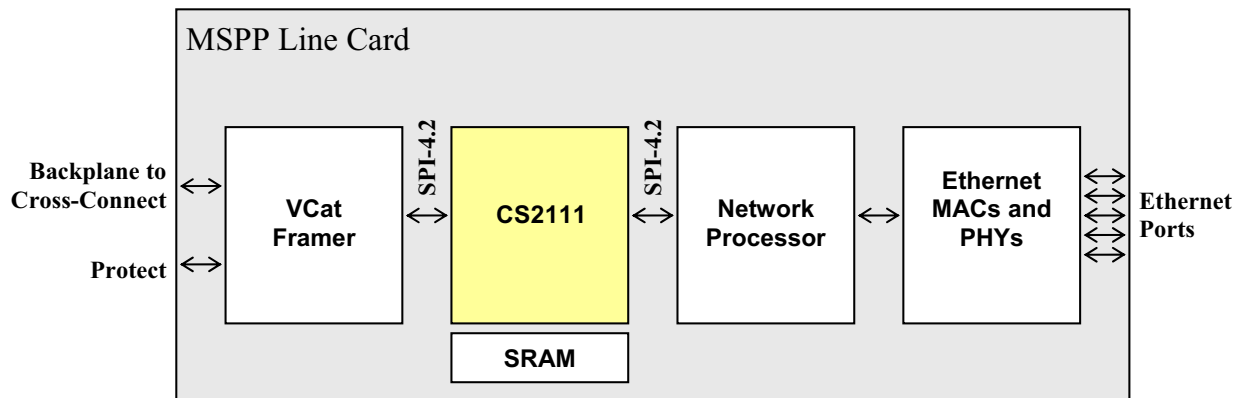 MSPP Line Card
Backplane to
Cross-Connect
Protect
VCat
Framer
SPI-4.2
CS2111
SRAM
SPI-4.2
Network
Processor
Ethernet
MACs and
PHYs
Ethernet
Ports